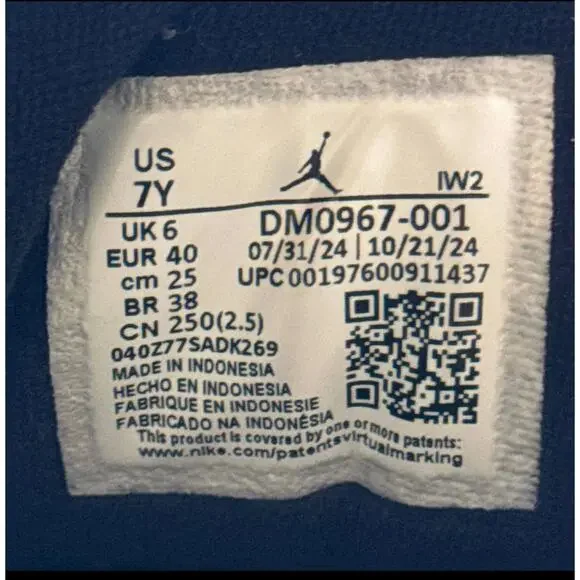 US
7Y
IW2
UK 6
DM0967-001
EUR 40
07/31/24 | 10/21/24
cm 25
UPC 00197600911437
BR 38
CN 250(2.5)
040Z77SADK269
MADE IN INDONESIA
HECHO EN INDONESIA
FABRIQUE EN INDONESIE
FABRICADO NA INDONÉSIA
This product is covered by one or more patents:
www.nike.com/patentsvirtualmarking